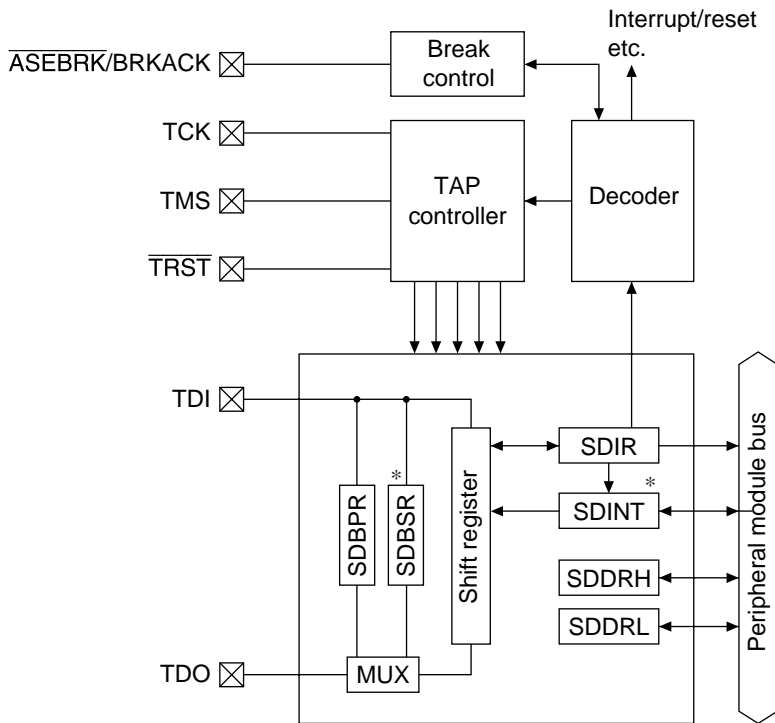 Interrupt/reset
etc.
ASEBRK/BRKACK
Break
control
TCK
TMS
TRST
TAP
controller
Decoder
TDI
SDBPR
SDBSR
*
Shift register
SDIR
SDINT
*
SDDRH
SDDRL
Peripheral module bus
TDO
MUX